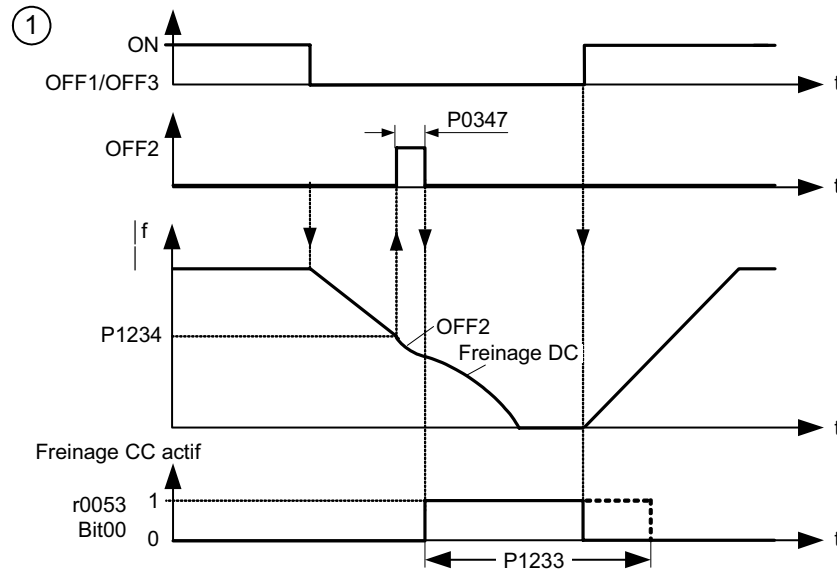 1
ON
OFF1/OFF3
t
P0347
OFF2
t
|f|
P1234
OFF2
Freinage DC
t
Freinage CC actif
r0053
Bit00
1
0
t
P1233